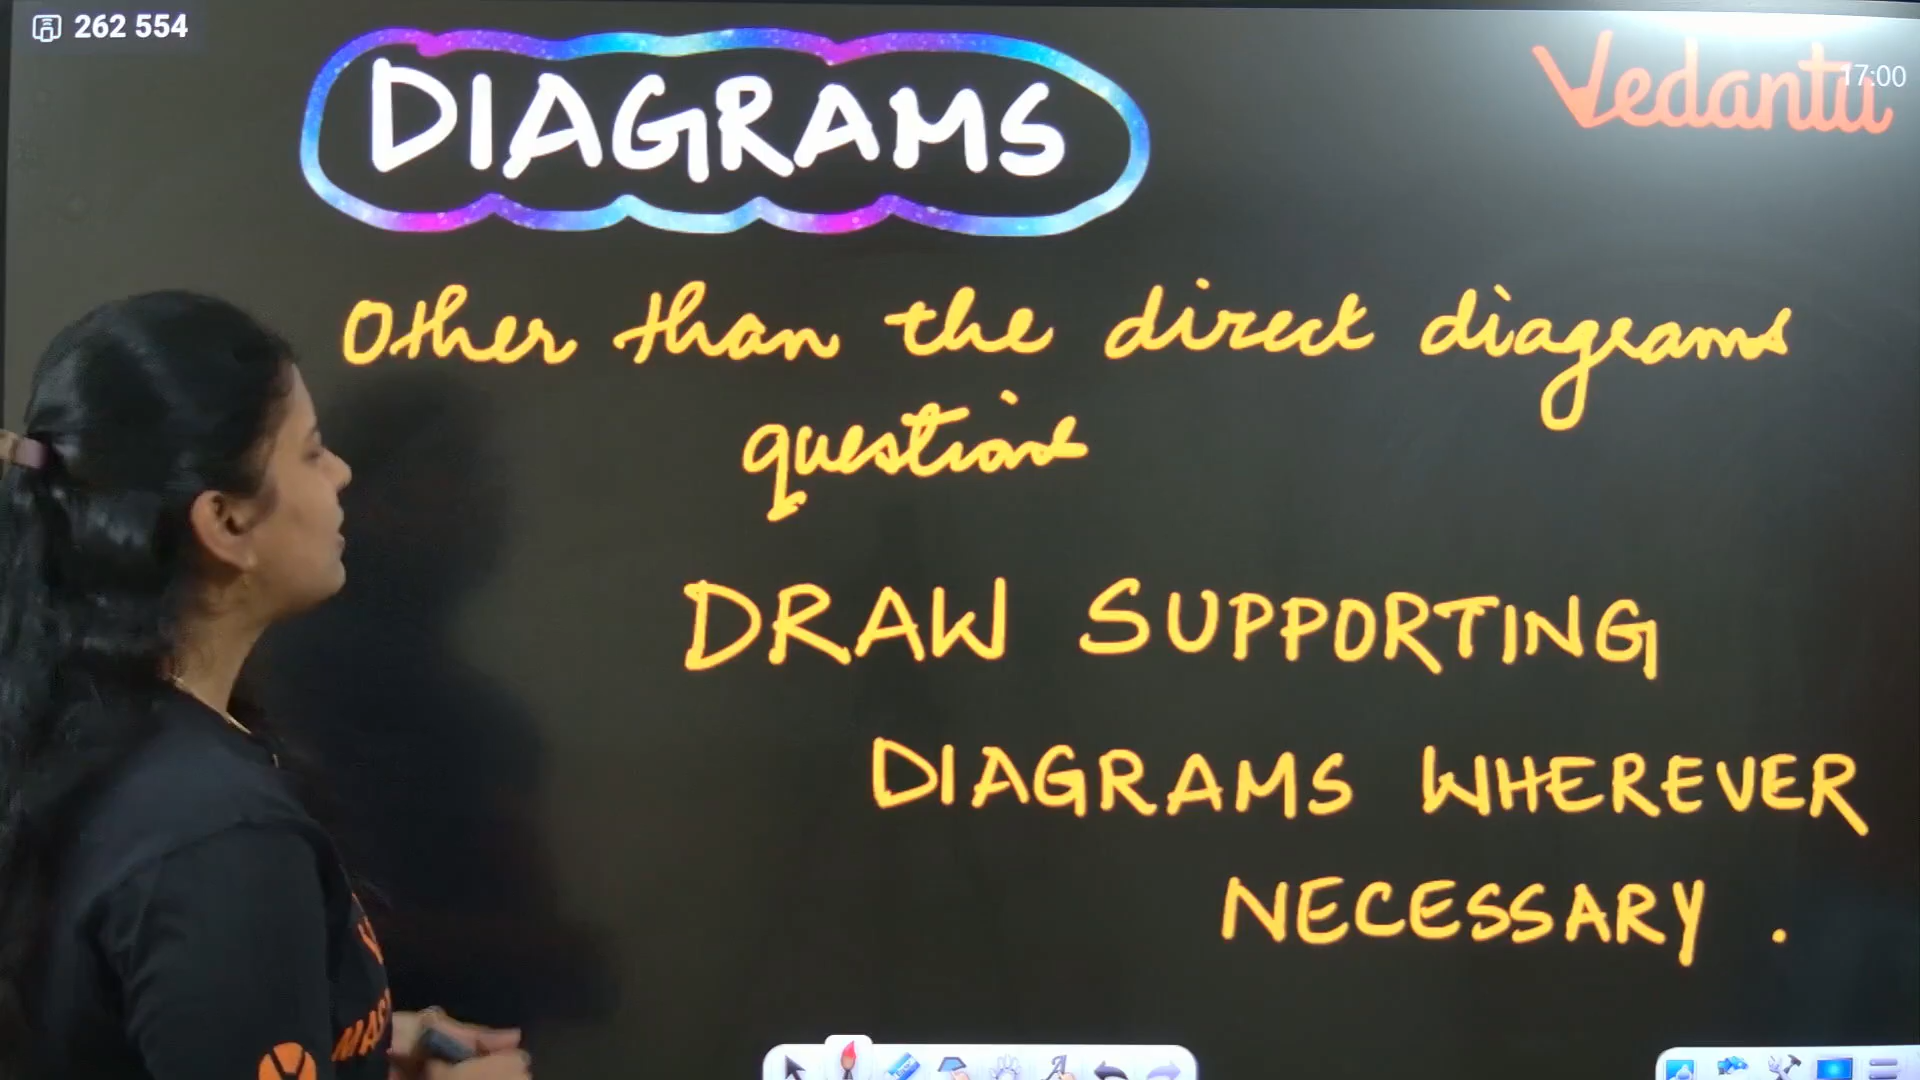 262 554
DIAGRAMS
Vedantu
17:00
Other than the direct diagrams
questions
DRAW SUPPORTING
DIAGRAMS WHEREVER
NECESSARY .